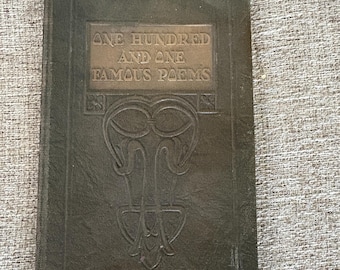 ONE HUNDRED
AND ONE
FAMOUS POEMS